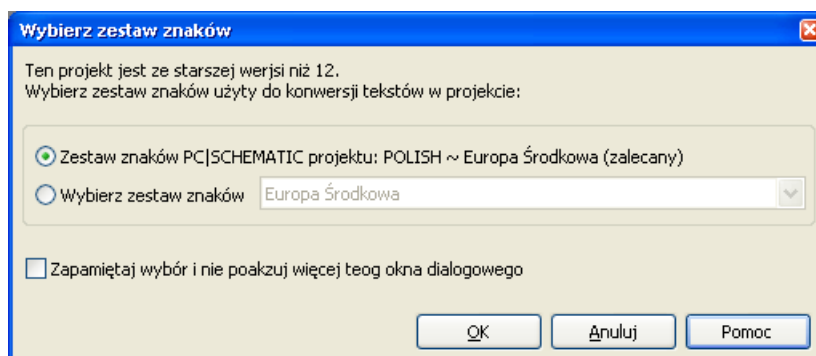 Wybierz zestaw znaków
Ten projekt jest ze starszej werjsi niż 12.
Wybierz zestaw znaków użyty do konwersji tekstów w projekcie:
Zestaw znaków PC|SCHEMATIC projektu: POLISH ~ Europa Środkowa (zalecany)
Wybierz zestaw znaków Europa Środkowa
Zapamiętaj wybór i nie poakzuj więcej teog okna dialogowego
OK Anuluj Pomoc